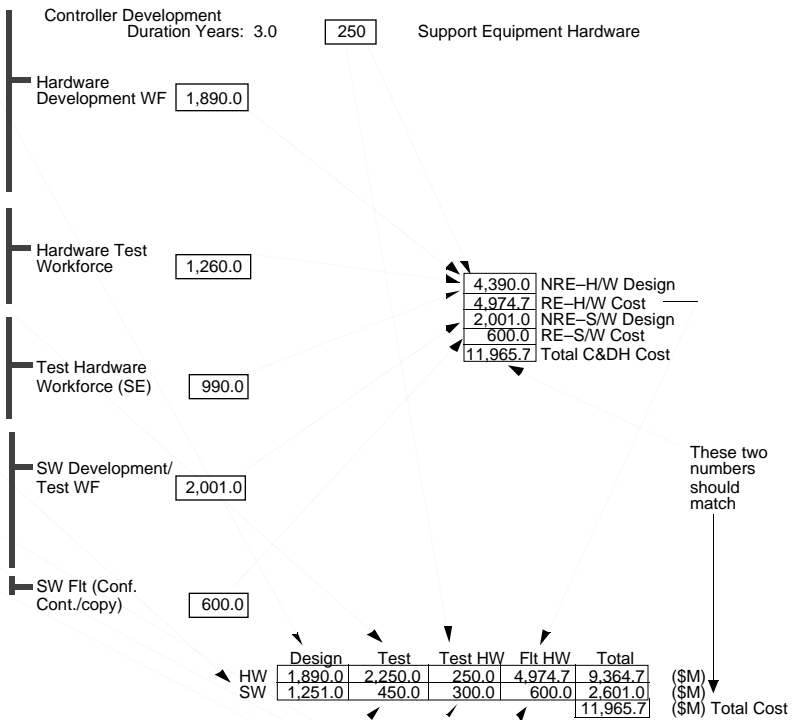 Controller Development
Duration Years: 3.0 250 Support Equipment Hardware
Hardware
Development WF 1,890.0
Hardware Test
Workforce 1,260.0
4,390.0 NRE–H/W Design
4,974.7 RE–H/W Cost
2,001.0 NRE–S/W Design
600.0 RE–S/W Cost
11,965.7 Total C&DH Cost
Test Hardware
Workforce (SE) 990.0
These two
numbers
should
match
SW Development/
Test WF 2,001.0
SW Flt (Conf.
Cont./copy) 600.0
Design Test Test HW Flt HW Total
HW 1,890.0 2,250.0 250.0 4,974.7 9,364.7 ($M)
SW 1,251.0 450.0 300.0 600.0 2,601.0 ($M)
11,965.7 ($M) Total Cost